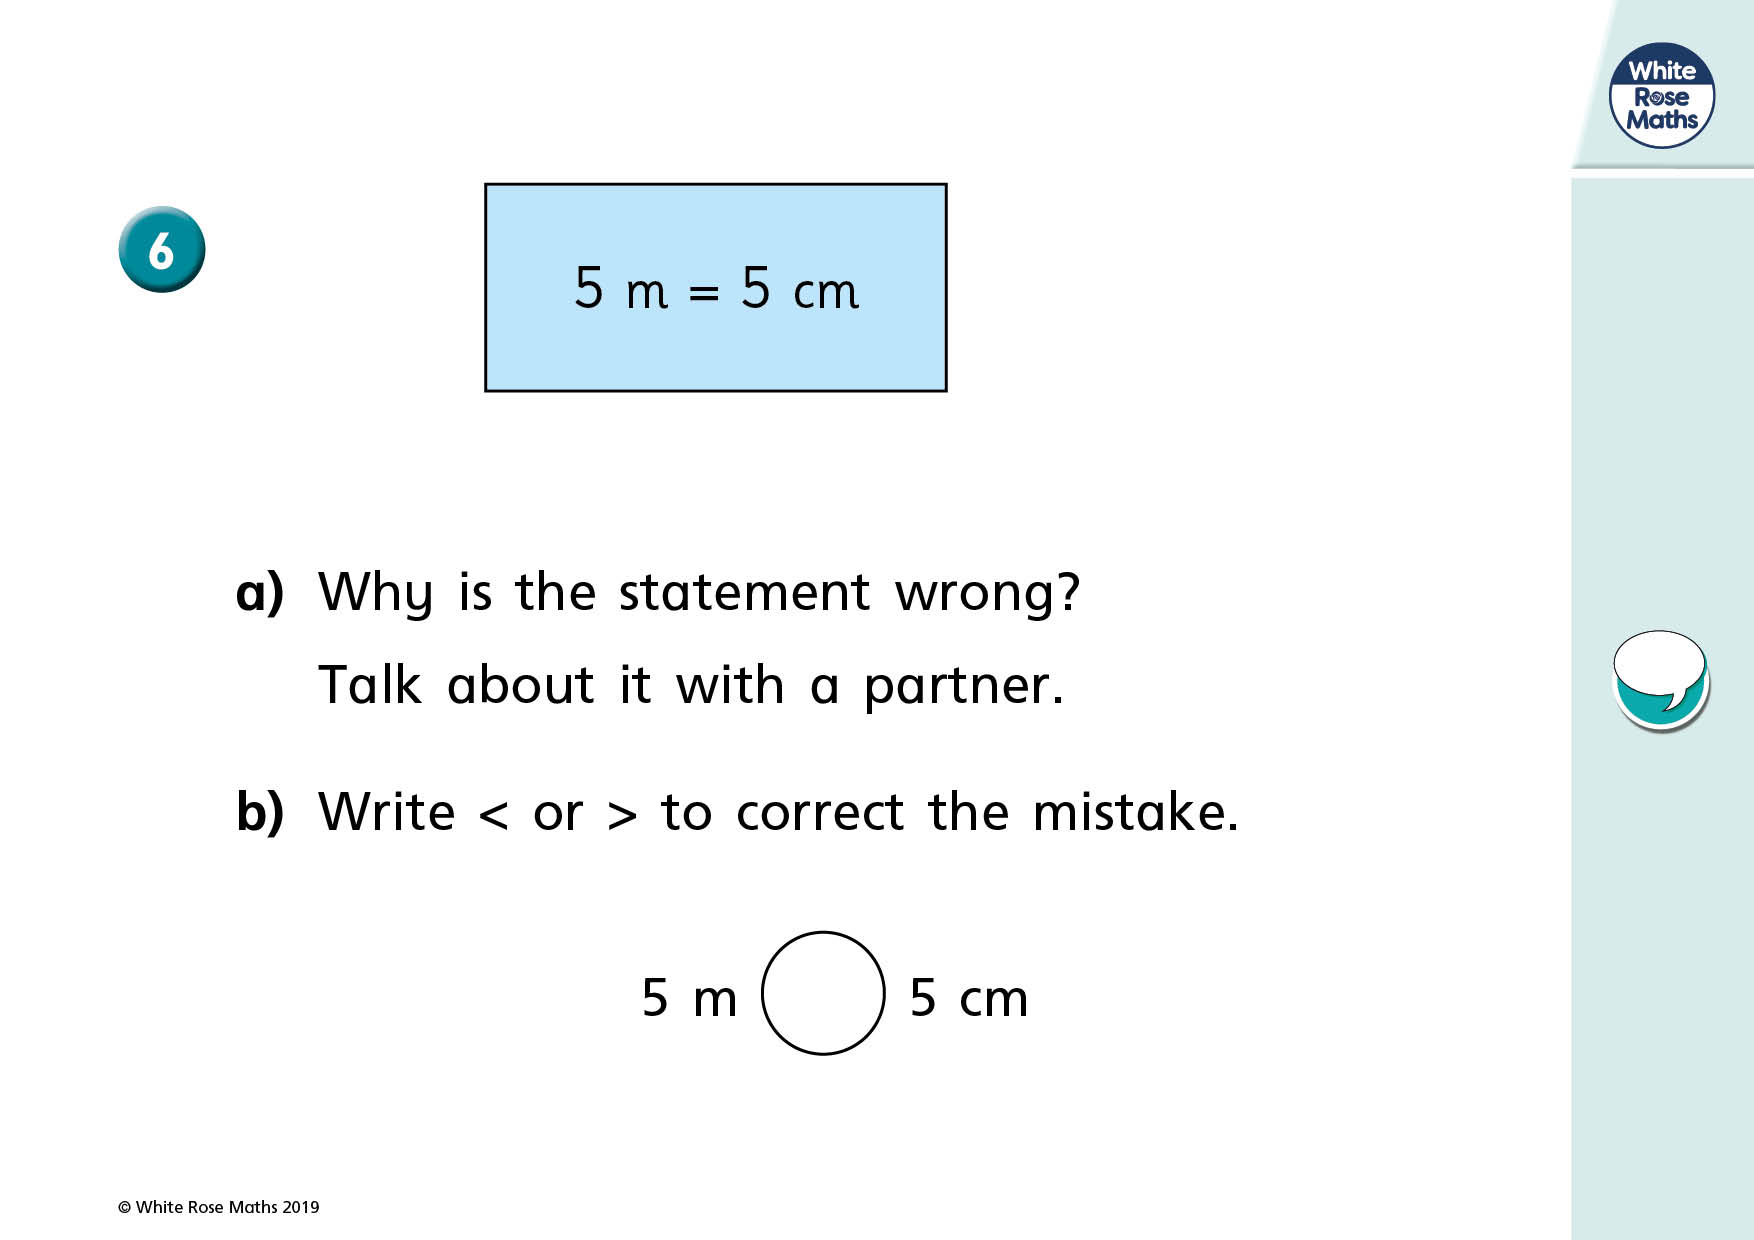 White
Rose
Maths
6
5 m = 5 cm
a) Why is the statement wrong?
Talk about it with a partner.
b) Write < or > to correct the mistake.
5 m 5 cm
© White Rose Maths 2019